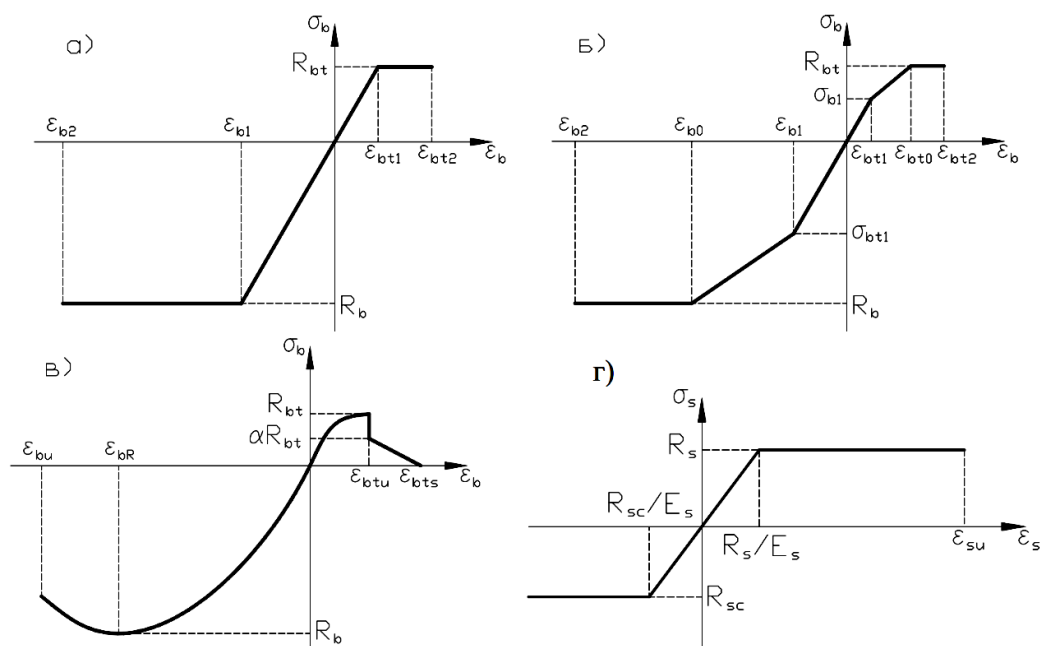 а)
σb
Rbt
εb2
εb1
εbt1
εbt2
εb
Rb
в)
σb
Rbt
σb1
εb2
εb0
εb1
εbt1
εbt0
εbt2
εb
σbt1
Rb
в)
σb
Rbt
αRbt
εbu
εbR
εbtu
εbts
εb
Rb
г)
σs
Rs
Rsc/Es
Rs/Es
εsu
εs
Rsc